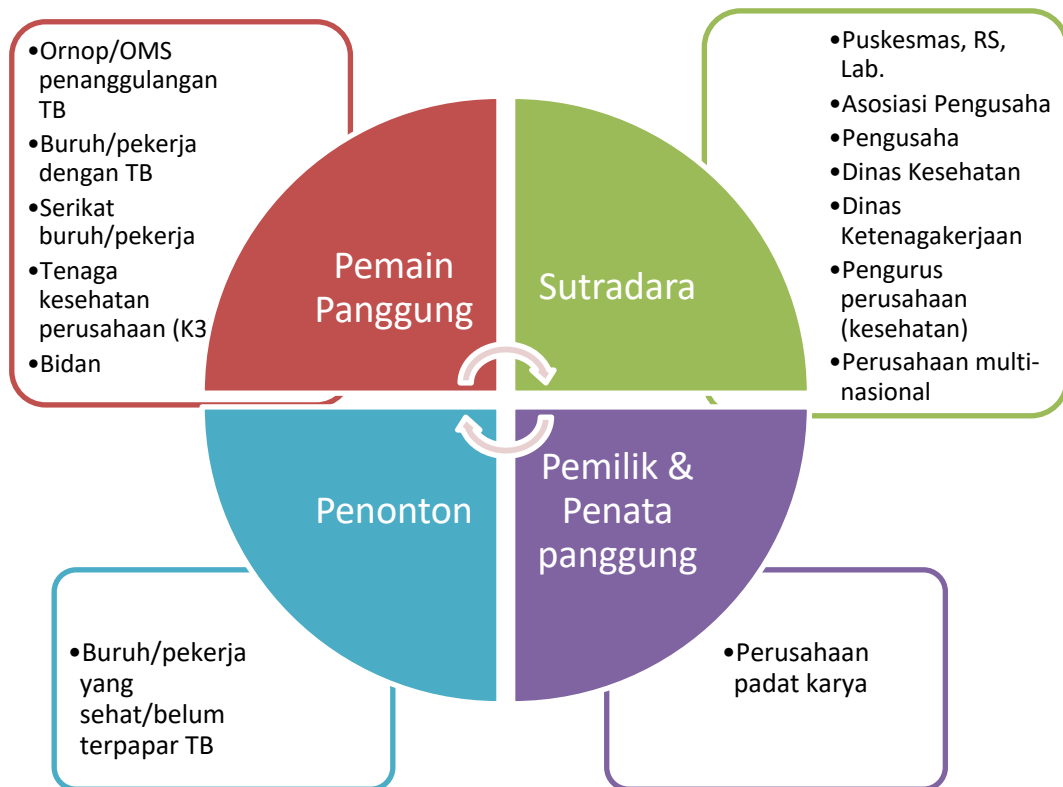 •Ornop/OMS
penanggulangan
TB
•Buruh/pekerja
dengan TB
•Serikat
buruh/pekerja
•Tenaga
kesehatan
perusahaan (K3
•Bidan
Pemain
Panggung
•Puskesmas, RS,
Lab.
•Asosiasi Pengusaha
•Pengusaha
•Dinas Kesehatan
•Dinas
Ketenagakerjaan
•Pengurus
perusahaan
(kesehatan)
•Perusahaan multi-
nasional
Sutradara
Penonton
•Buruh/pekerja
yang
sehat/belum
terpapar TB
Pemilik &
Penata
panggung
•Perusahaan
padat karya